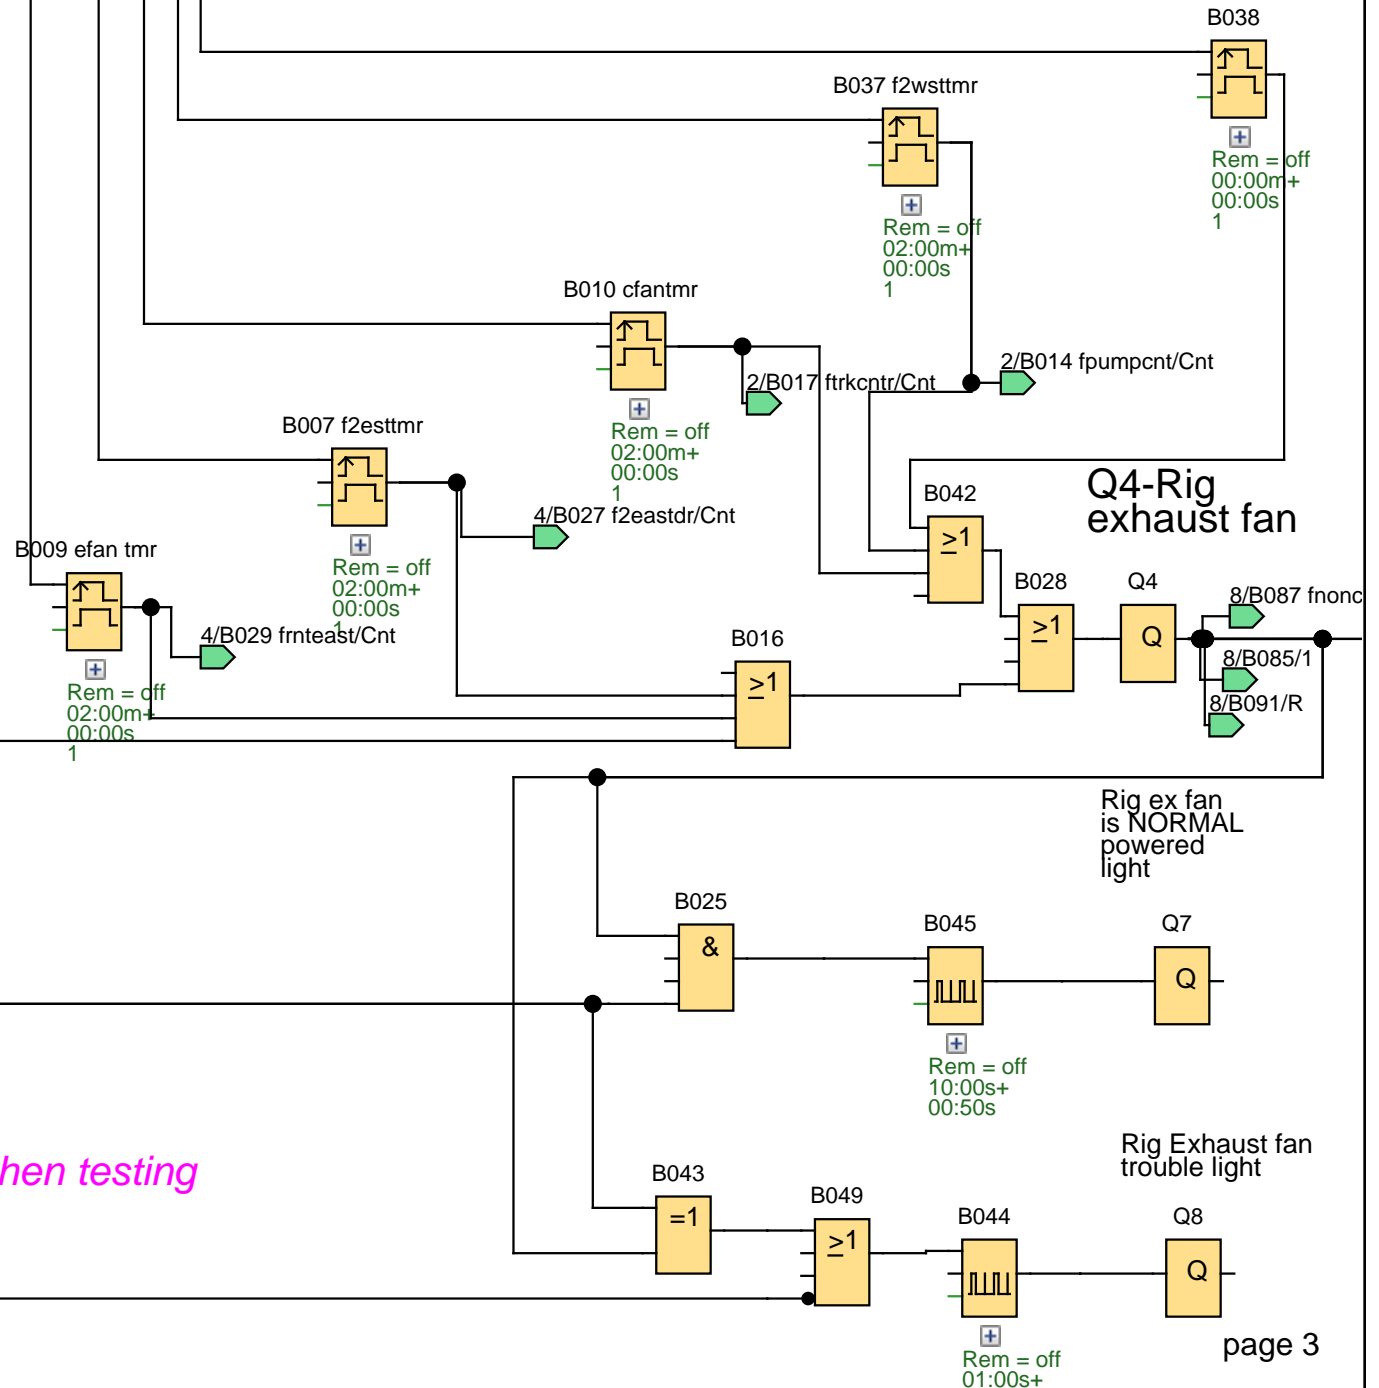 B038
Rem = off
00:00m+
00:00s
1
B037 f2wsttmr
Rem = off
02:00m+
00:00s
1
B010 cfantmr
Rem = off
02:00m+
00:00s
1
2/B017 ftrkcntr/Cnt
2/B014 fpumpcnt/Cnt
B007 f2esttmr
Rem = off
02:00m+
00:00s
1
4/B027 f2eastdr/Cnt
B009 efan tmr
Rem = off
02:00m+
00:00s
1
4/B029 frnteast/Cnt
Q4-Rig
exhaust fan
B042
≥1
B028
≥1
Q4
Q
8/B087 fnonc
8/B085/1
8/B091/R
B016
≥1
Rig ex fan
is NORMAL
powered
light
B025
&
B045
Rem = off
10:00s+
00:50s
Q7
Q
hen testing
Rig Exhaust fan
trouble light
B043
=1
B049
≥1
B044
Rem = off
01:00s+
Q8
Q
page 3